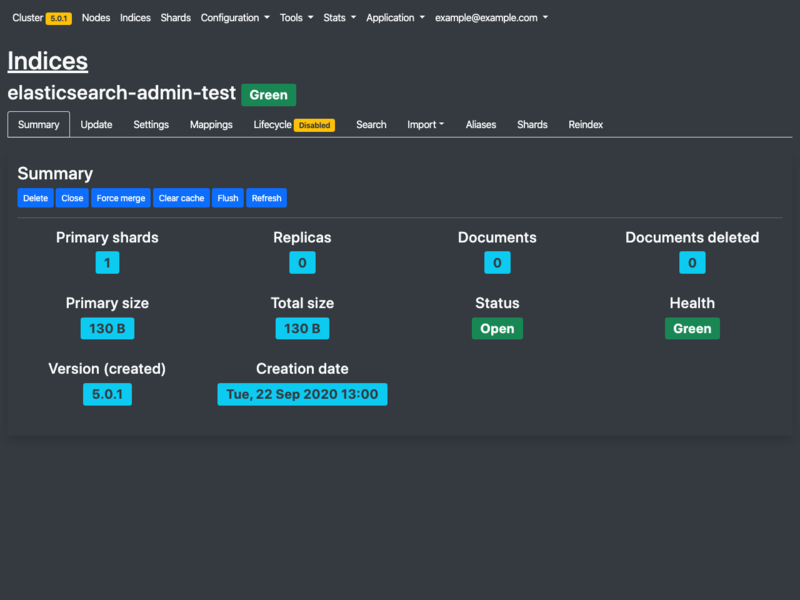 Cluster 5.0.1 Nodes Indices Shards Configuration Tools Stats Application example@example.com
Indices
elasticsearch-admin-test Green
Summary Update Settings Mappings Lifecycle Disabled Search Import Aliases Shards Reindex
Summary
Delete Close Force merge Clear cache Flush Refresh
Primary shards Replicas Documents Documents deleted
1 0 0 0
Primary size Total size Status Health
130 B 130 B Open Green
Version (created) Creation date
5.0.1 Tue, 22 Sep 2020 13:00